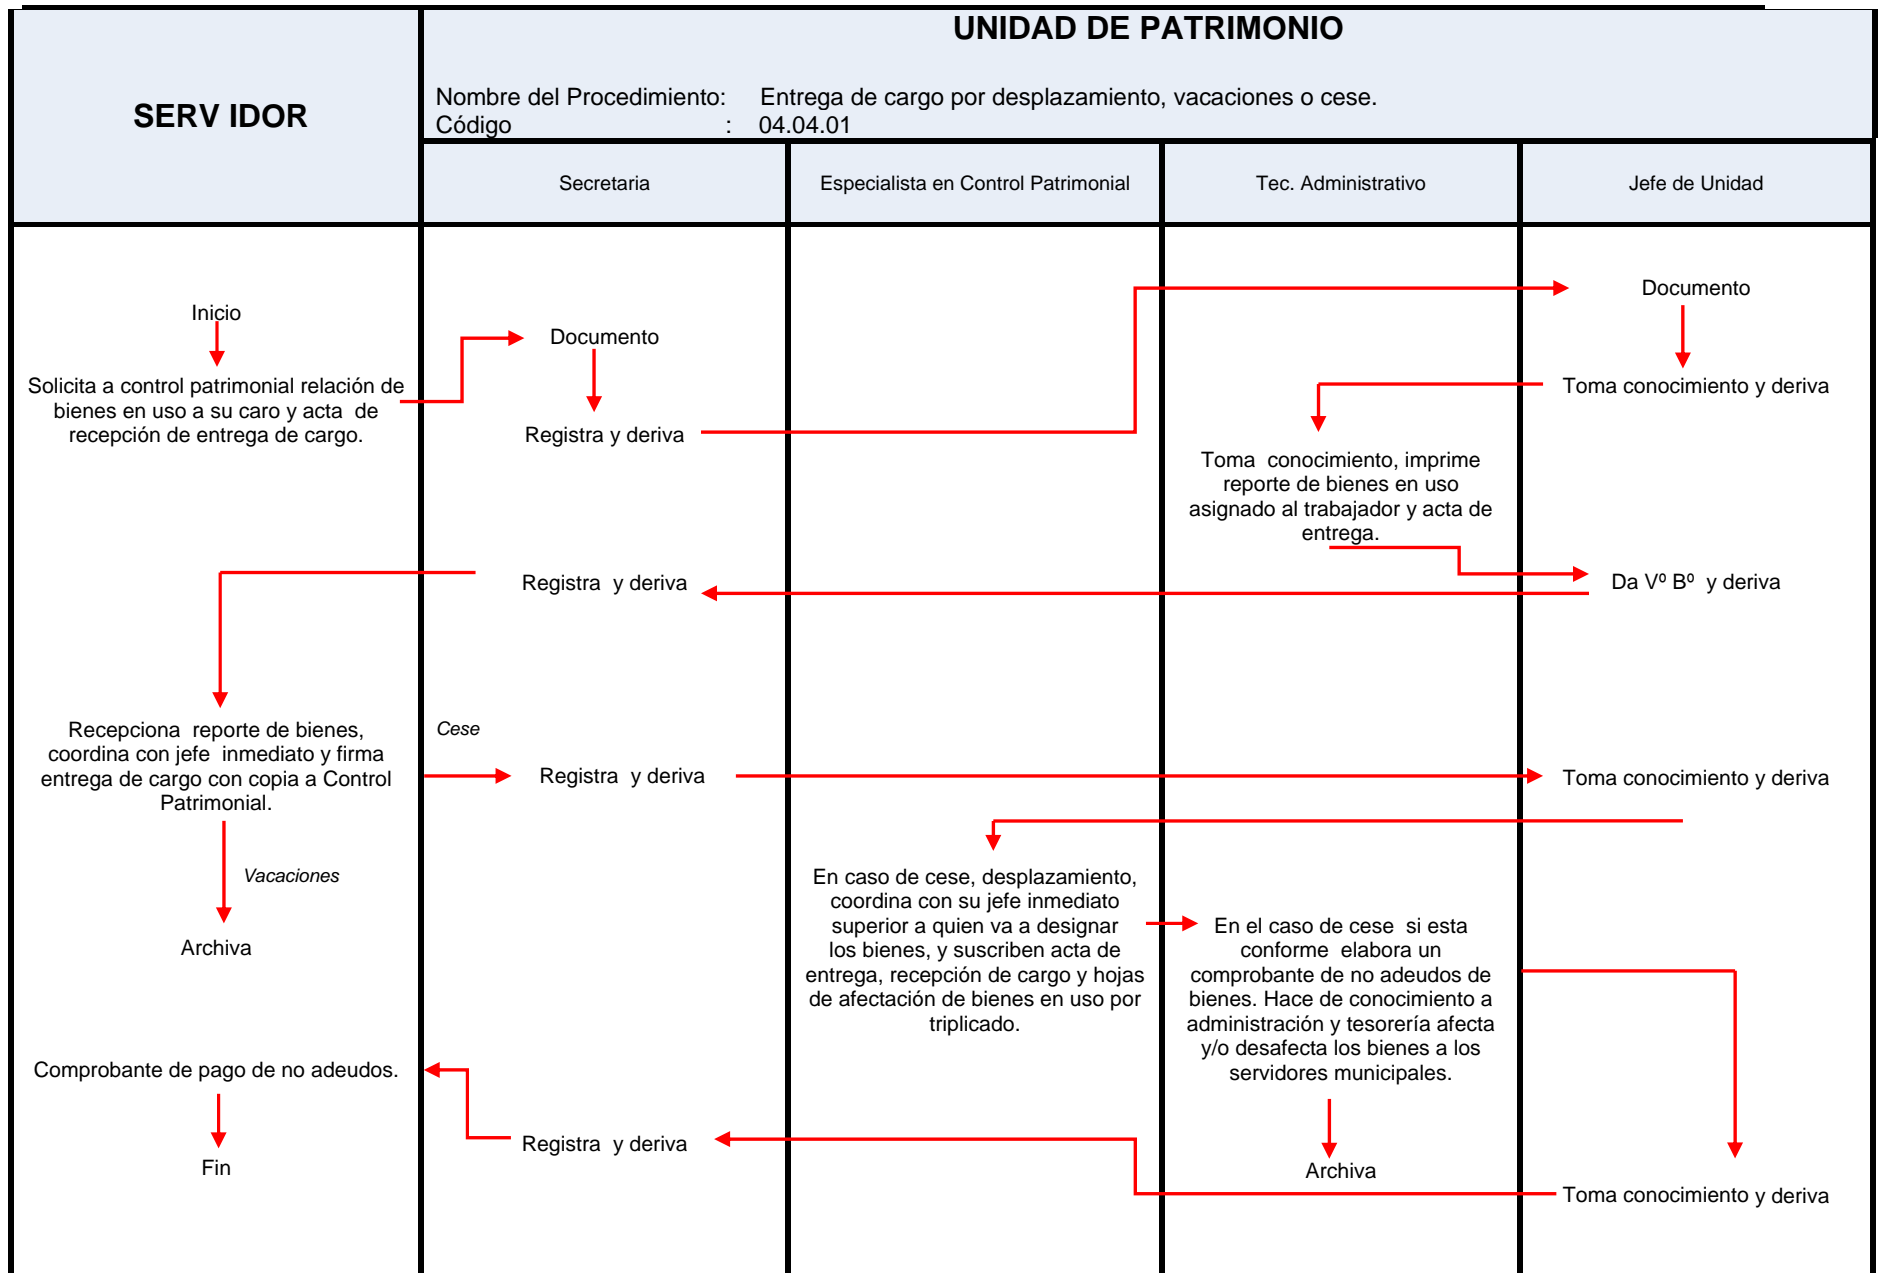 UNIDAD DE PATRIMONIO
SERV IDOR
Nombre del Procedimiento: Entrega de cargo por desplazamiento, vacaciones o cese.
Código : 04.04.01
Secretaria
Especialista en Control Patrimonial
Tec. Administrativo
Jefe de Unidad
Inicio
Solicita a control patrimonial relación de
bienes en uso a su caro y acta de
recepción de entrega de cargo.
Documento
Registra y deriva
Documento
Toma conocimiento y deriva
Toma conocimiento, imprime
reporte de bienes en uso
asignado al trabajador y acta de
entrega.
Da Vº Bº y deriva
Registra y deriva
Recepciona reporte de bienes,
coordina con jefe inmediato y firma
entrega de cargo con copia a Control
Patrimonial.
Cese
Registra y deriva
Toma conocimiento y deriva
Vacaciones
Archiva
En caso de cese, desplazamiento,
coordina con su jefe inmediato
superior a quien va a designar
los bienes, y suscriben acta de
entrega, recepción de cargo y hojas
de afectación de bienes en uso por
triplicado.
En el caso de cese si esta
conforme elabora un
comprobante de no adeudos de
bienes. Hace de conocimiento a
administración y tesorería afecta
y/o desafecta los bienes a los
servidores municipales.
Archiva
Toma conocimiento y deriva
Registra y deriva
Comprobante de pago de no adeudos.
Fin